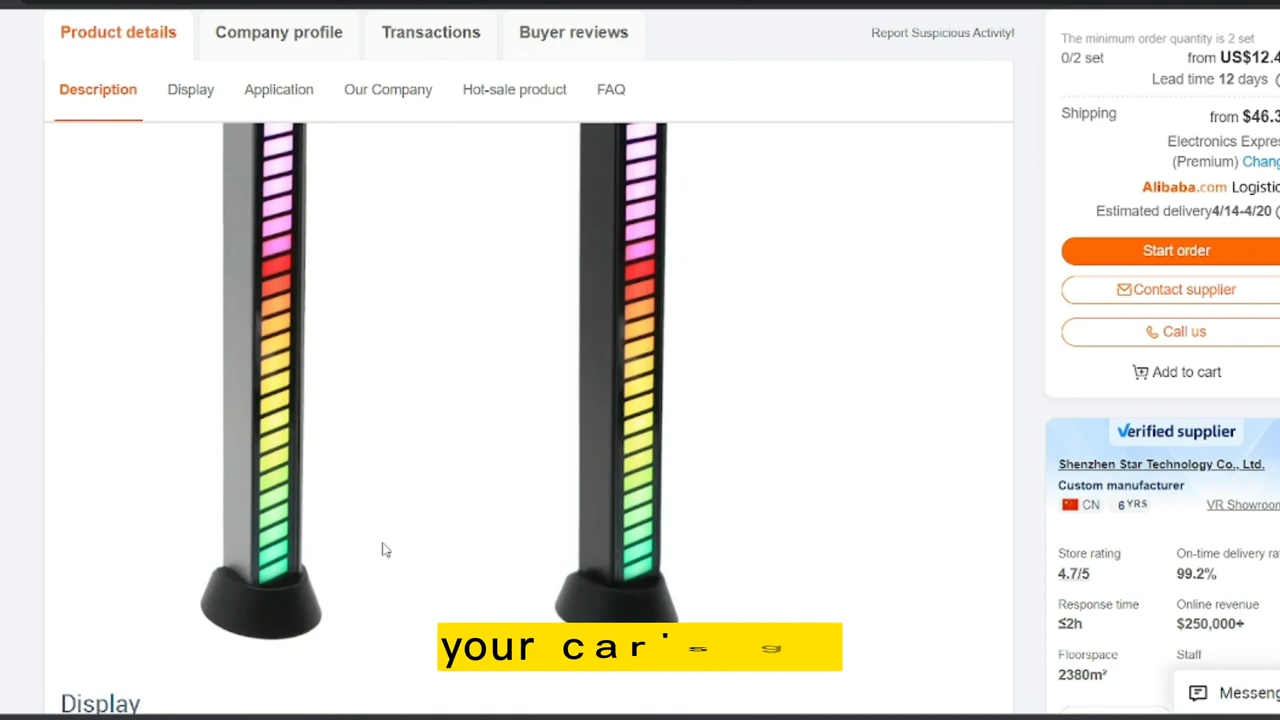 Product details
Company profile
Transactions
Buyer reviews
Report Suspicious Activity!
Description
Display
Application
Our Company
Hot-sale product
FAQ
Display
your car's
The minimum order quantity is 2 set
0/2 set
from US$12.4
Lead time 12 days (
Shipping
from $46.3
Electronics Expre
(Premium) Chang
Alibaba.com Logistic
Estimated delivery4/14-4/20 (
Start order
Contact supplier
Call us
Add to cart
Verified supplier
Shenzhen Star Technology Co., Ltd.
Custom manufacturer
CN 6 YRS VR Showroom
Store rating
On-time delivery ra
4.7/5
99.2%
Response time
Online revenue
≤2h
$250,000+
Floorspace
Staff
2380m²
Messeng